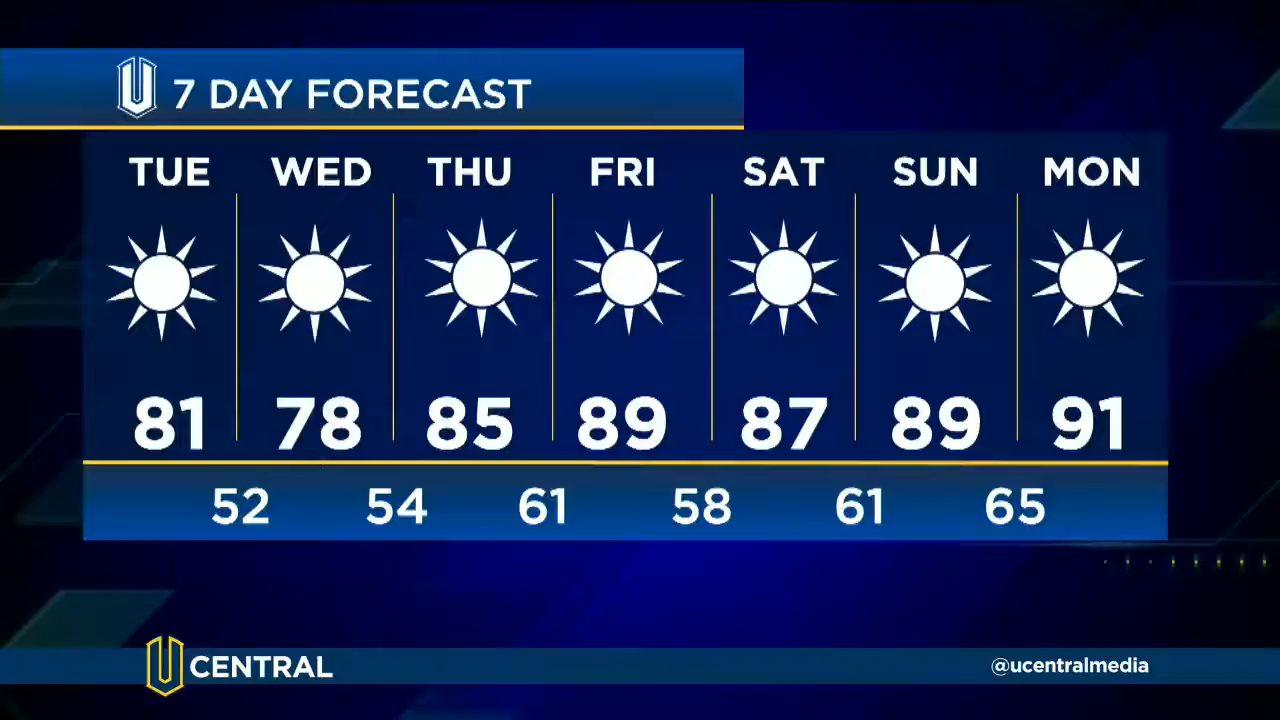 7 DAY FORECAST
TUE WED THU FRI SAT SUN MON
81 78 85 89 87 89 91
52 54 61 58 61 65
CENTRAL
@ucentralmedia